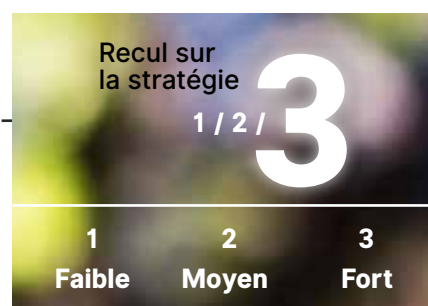 Recul sur
la stratégie
1 / 2 / 3
1 2 3
Faible Moyen Fort